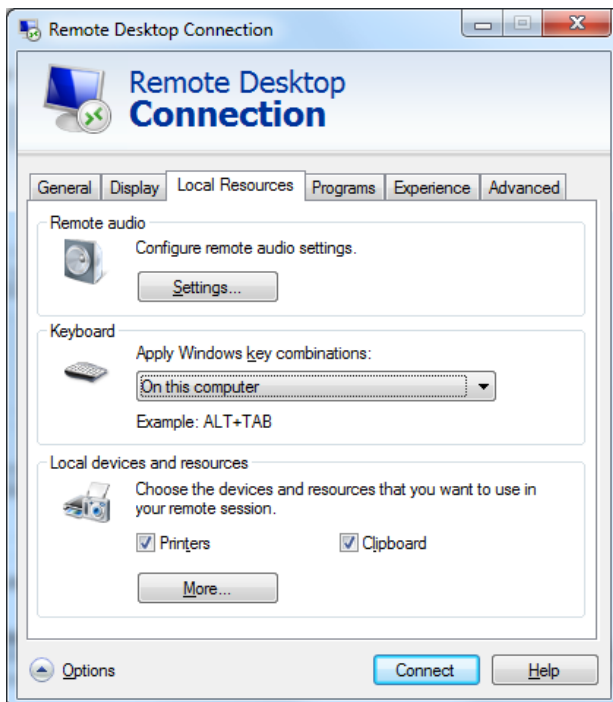 Remote Desktop Connection
Remote Desktop
Connection
General Display Local Resources Programs Experience Advanced
Remote audio
Configure remote audio settings.
Settings...
Keyboard
Apply Windows key combinations:
On this computer
Example: ALT+TAB
Local devices and resources
Choose the devices and resources that you want to use in
your remote session.
Printers Clipboard
More...
Options Connect Help